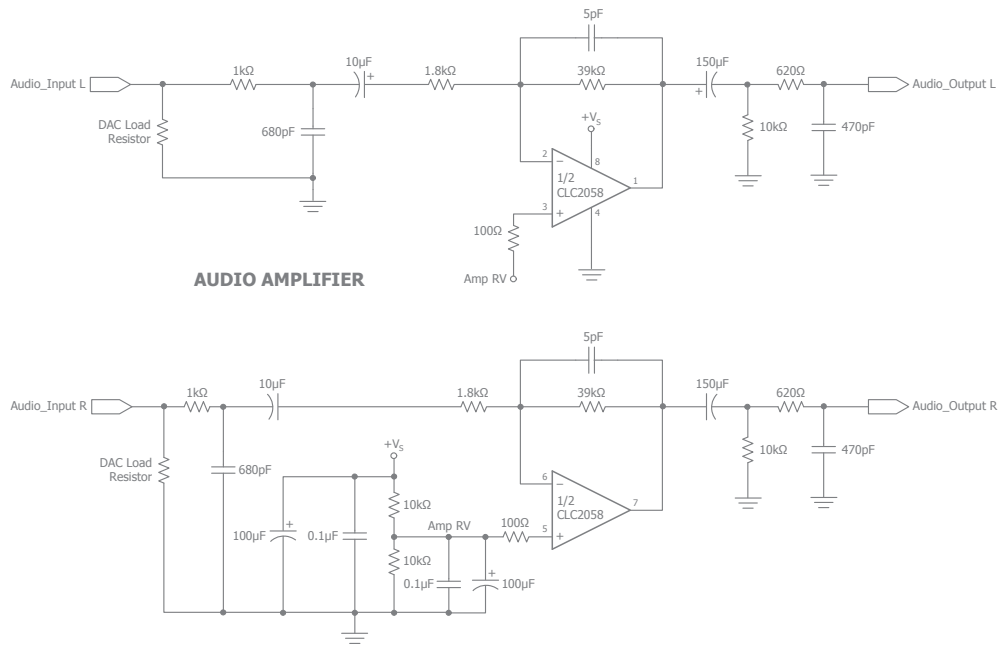 5pF
1kΩ
10µF
+
1.8kΩ
39kΩ
150µF
+
620Ω
Audio_Input L
Audio_Output L
DAC Load
Resistor
680pF
+VS
10kΩ
470pF
2
−
8
1/2
CLC2058
1
3
+
4
100Ω
Amp RV
AUDIO AMPLIFIER
5pF
1kΩ
10µF
1.8kΩ
39kΩ
150µF
620Ω
Audio_Input R
Audio_Output R
DAC Load
Resistor
680pF
+VS
10kΩ
470pF
6
−
1/2
CLC2058
7
5
+
10kΩ
Amp RV
100Ω
100µF
+
0.1µF
10kΩ
0.1µF
+
100µF